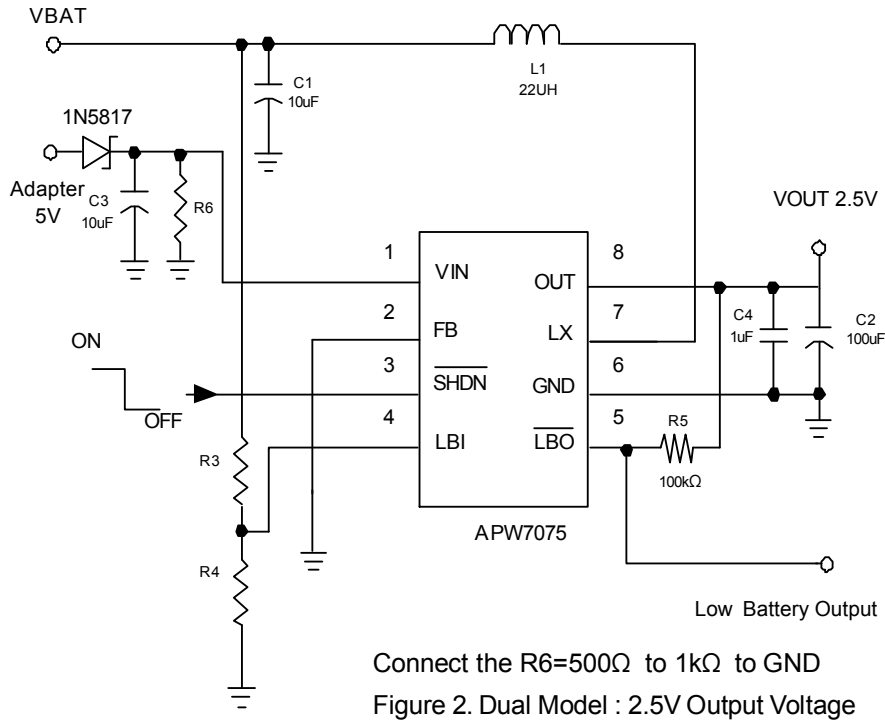 VBAT
L1
22UH
C1
10uF
1N5817
Adapter
5V
C3
10uF
R6
VOUT 2.5V
1
VIN
8
OUT
2
FB
7
LX
C4
1uF
C2
100uF
ON
OFF
3
SHDN
6
GND
4
LBI
5
LBO
R5
100kΩ
R3
R4
APW7075
Low Battery Output
Connect the R6=500Ω to 1kΩ to GND
Figure 2. Dual Model : 2.5V Output Voltage